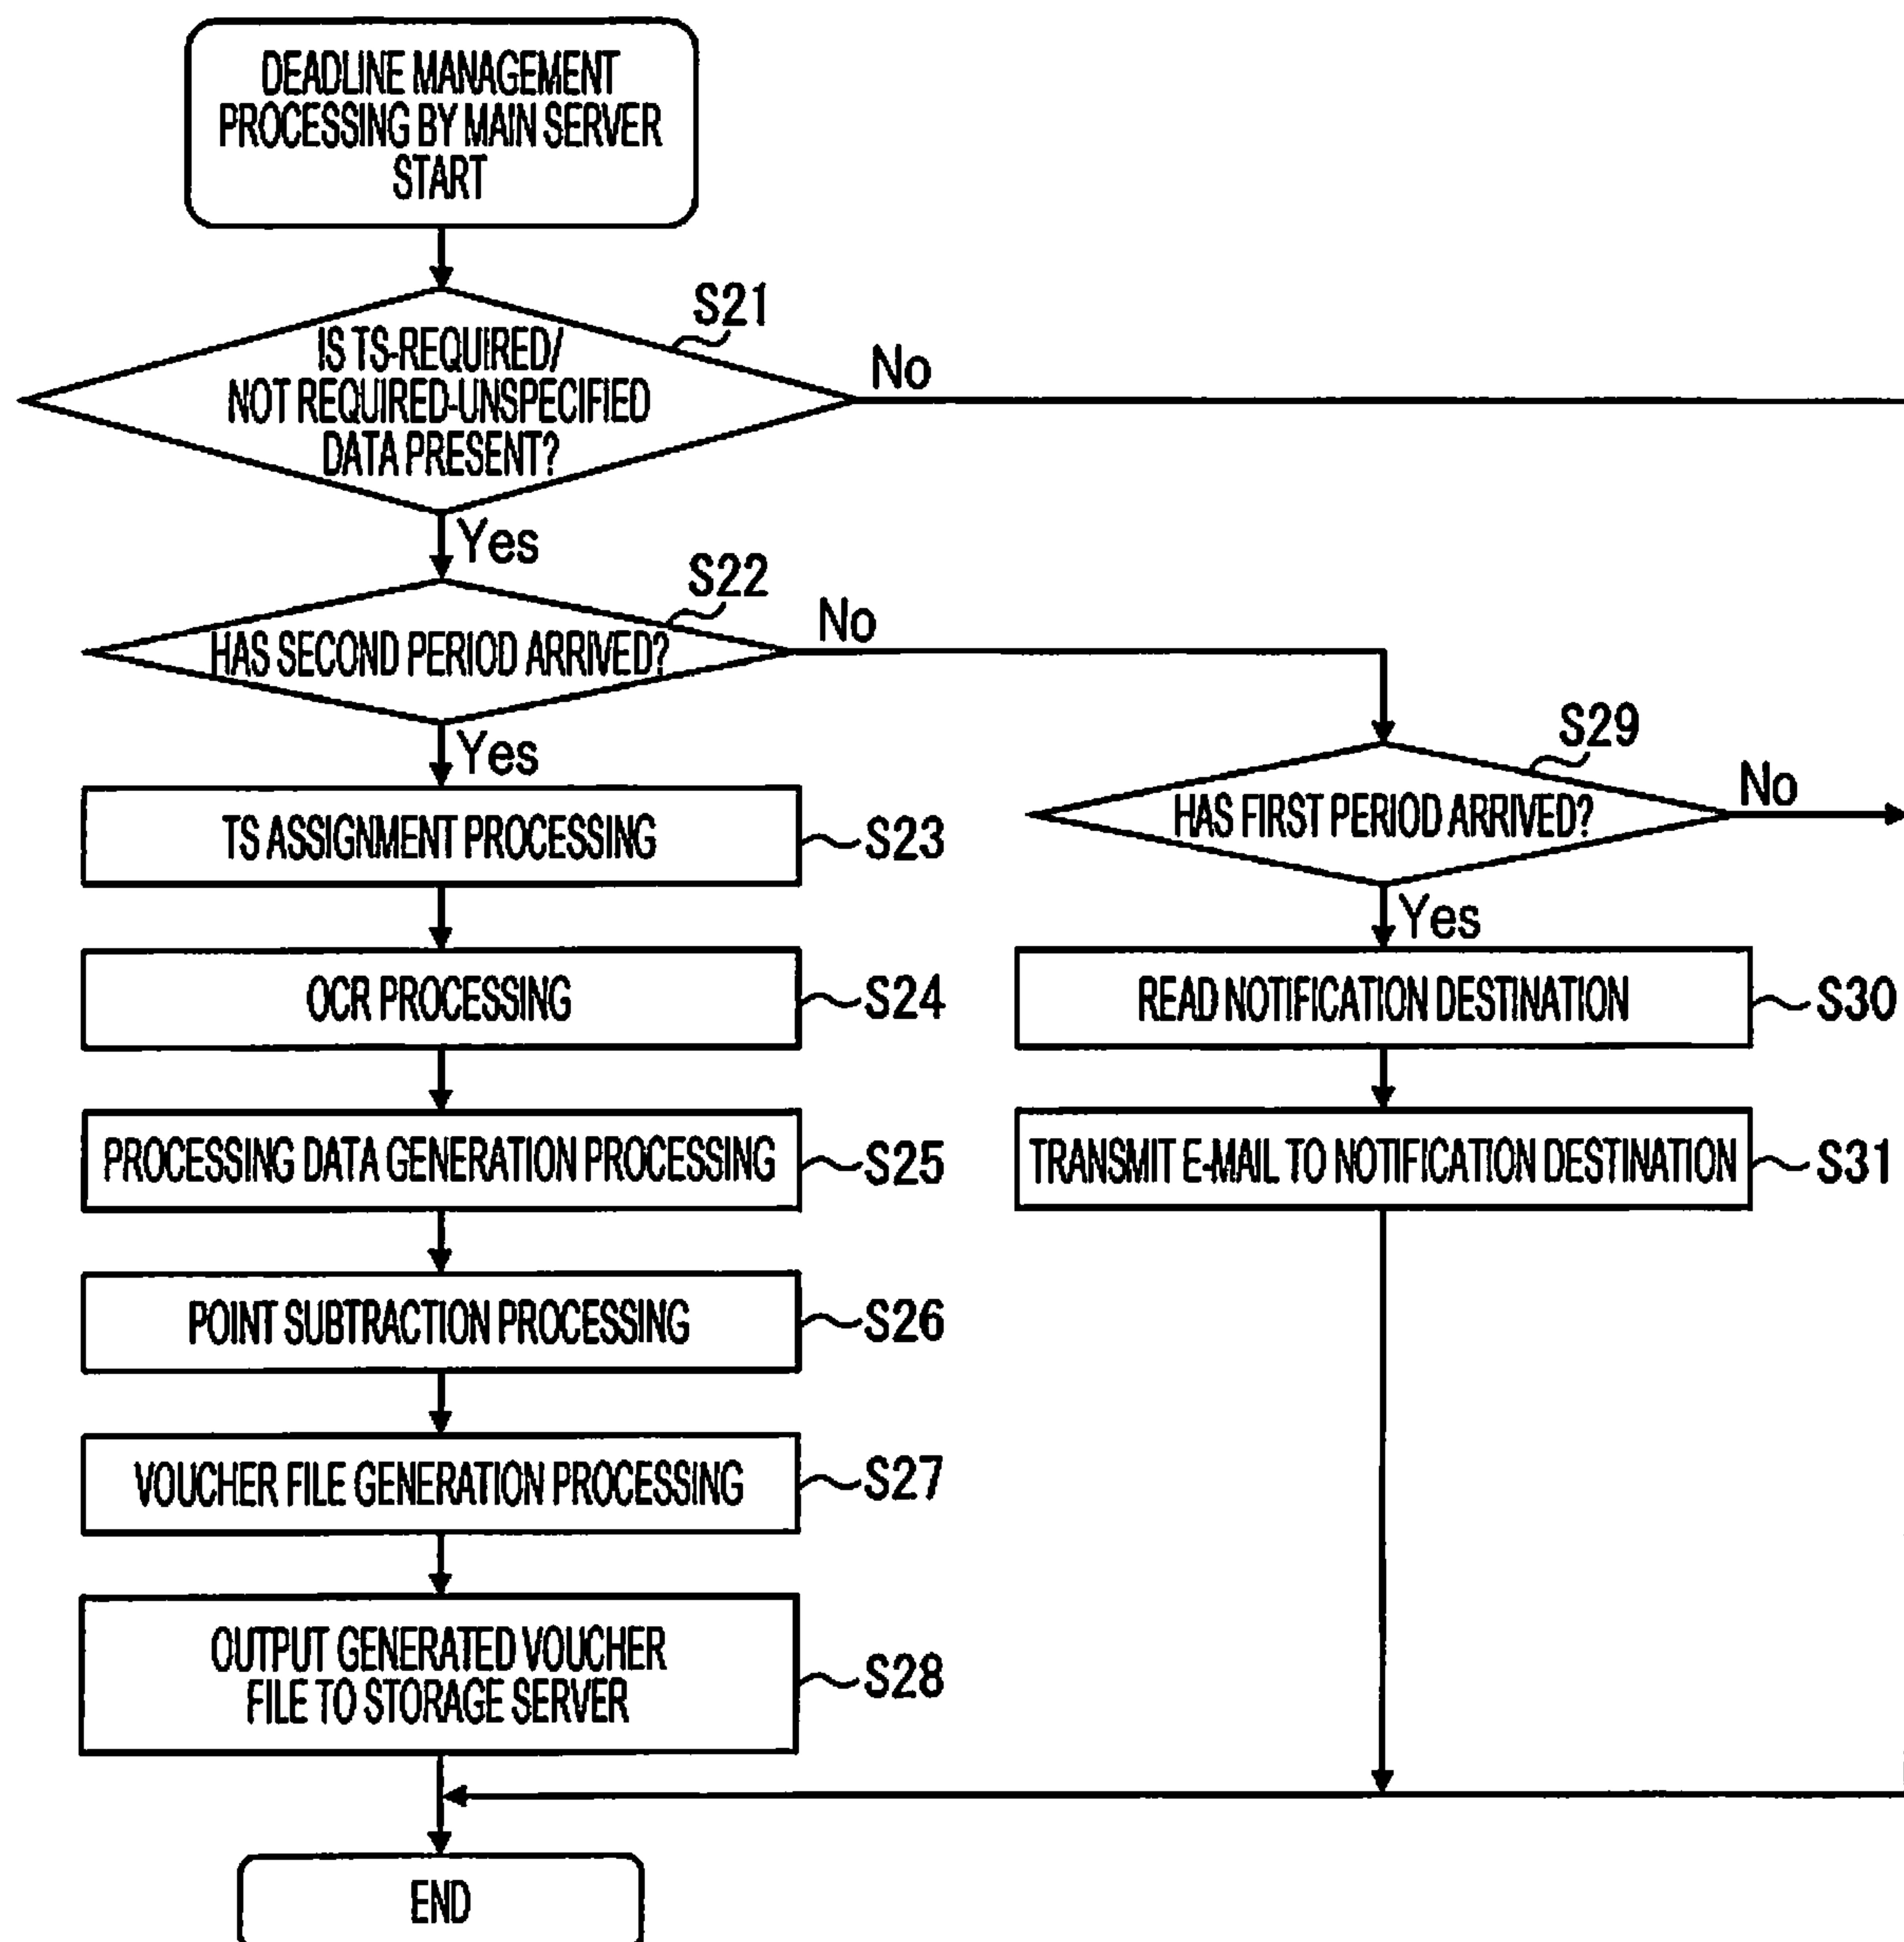 DEADLINE MANAGEMENT
PROCESSING BY MAIN SERVER
START
S21
IS TS-REQUIRED/
NOT REQUIRED-UNSPECIFIED
DATA PRESENT?
No
Yes
S22
HAS SECOND PERIOD ARRIVED?
No
Yes
S29
HAS FIRST PERIOD ARRIVED?
No
Yes
TS ASSIGNMENT PROCESSING
S23
OCR PROCESSING
S24
READ NOTIFICATION DESTINATION
S30
PROCESSING DATA GENERATION PROCESSING
S25
TRANSMIT E-MAIL TO NOTIFICATION DESTINATION
S31
POINT SUBTRACTION PROCESSING
S26
VOUCHER FILE GENERATION PROCESSING
S27
OUTPUT GENERATED VOUCHER
FILE TO STORAGE SERVER
S28
END